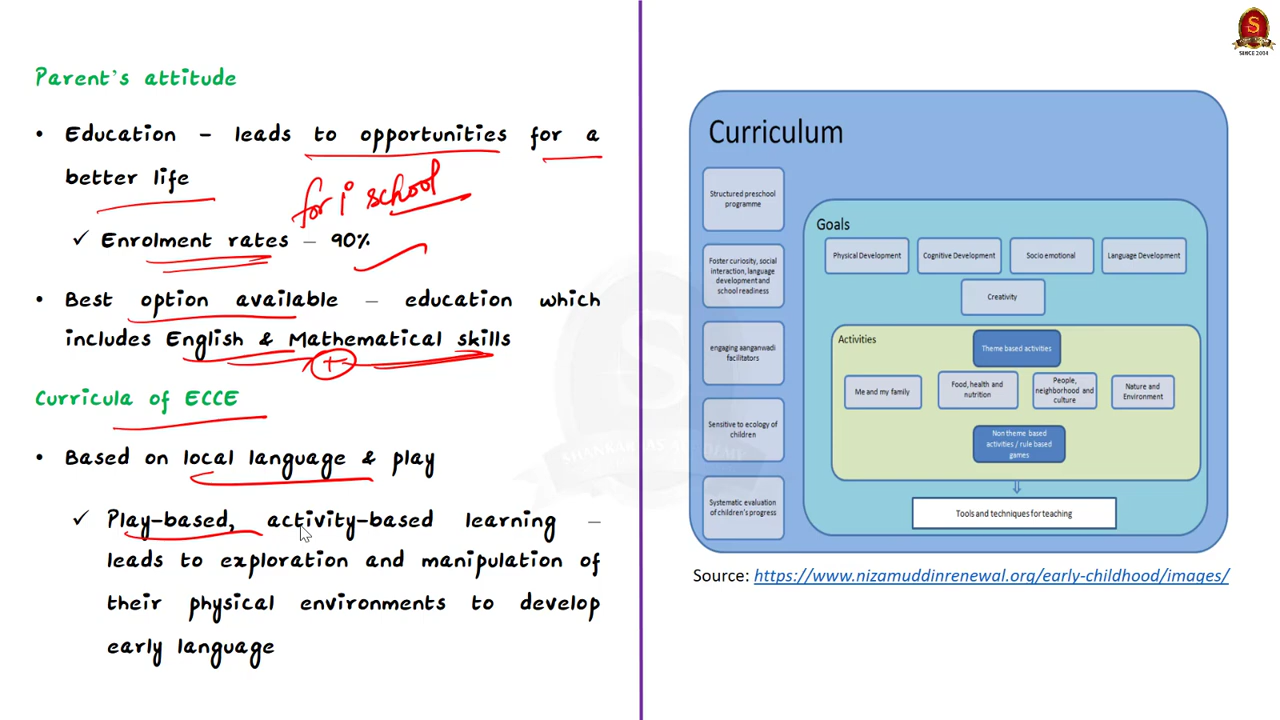 S
SINCE 2004
Parent's attitude
• Education – leads to opportunities for a
better life
for i school
✓ Enrolment rates – 90%
• Best option available – education which
includes English & Mathematical skills
+
Curricula of ECCE
• Based on local language & play
✓ Play-based, activity-based learning –
leads to exploration and manipulation of
their physical environments to develop
early language
Curriculum
Structured preschool
programme
Foster curiosity, social
interaction, language
development and
school readiness
engaging aanganwadi
facilitators
Sensitive to ecology of
children
Systematic evaluation
of children's progress
Goals
Physical Development
Cognitive Development
Socio emotional
Language Development
Creativity
Activities
Theme based activities
Me and my family
Food, health and
nutrition
People,
neighborhood and
culture
Nature and
Environment
Non theme based
activities / rule based
games
Tools and techniques for teaching
Source: https://www.nizamuddinrenewal.org/early-childhood/images/